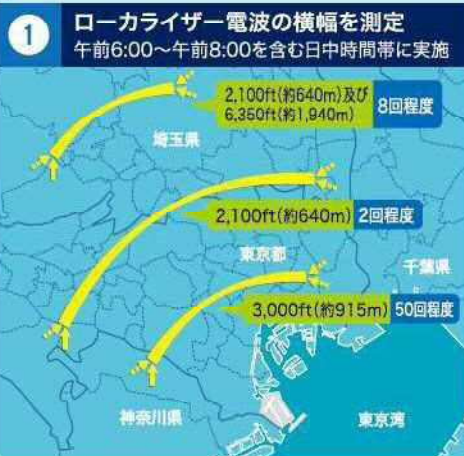 1
ローカライザー電波の横幅を測定
午前6:00～午前8:00を含む日中時間帯に実施
2,100ft(約640m)及び
6,350ft(約1,940m)
8回程度
埼玉県
2,100ft(約640m)
2回程度
東京都
千葉県
3,000ft(約915m)
50回程度
神奈川県
東京湾